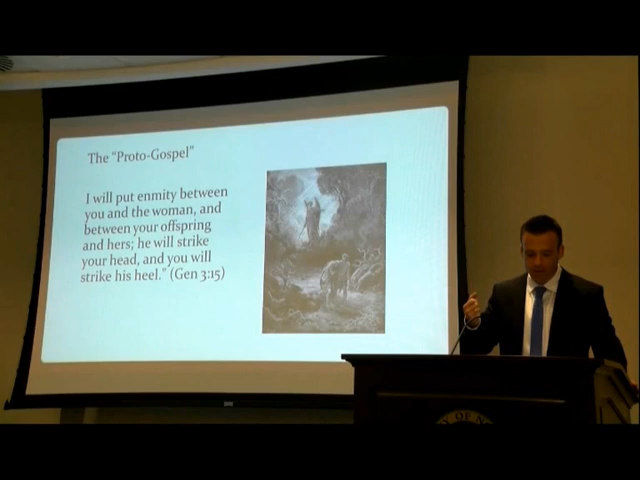 The “Proto-Gospel”
I will put enmity between
you and the woman, and
between your offspring
and hers; he will strike
your head, and you will
strike his heel.” (Gen 3:15)
Y OF N